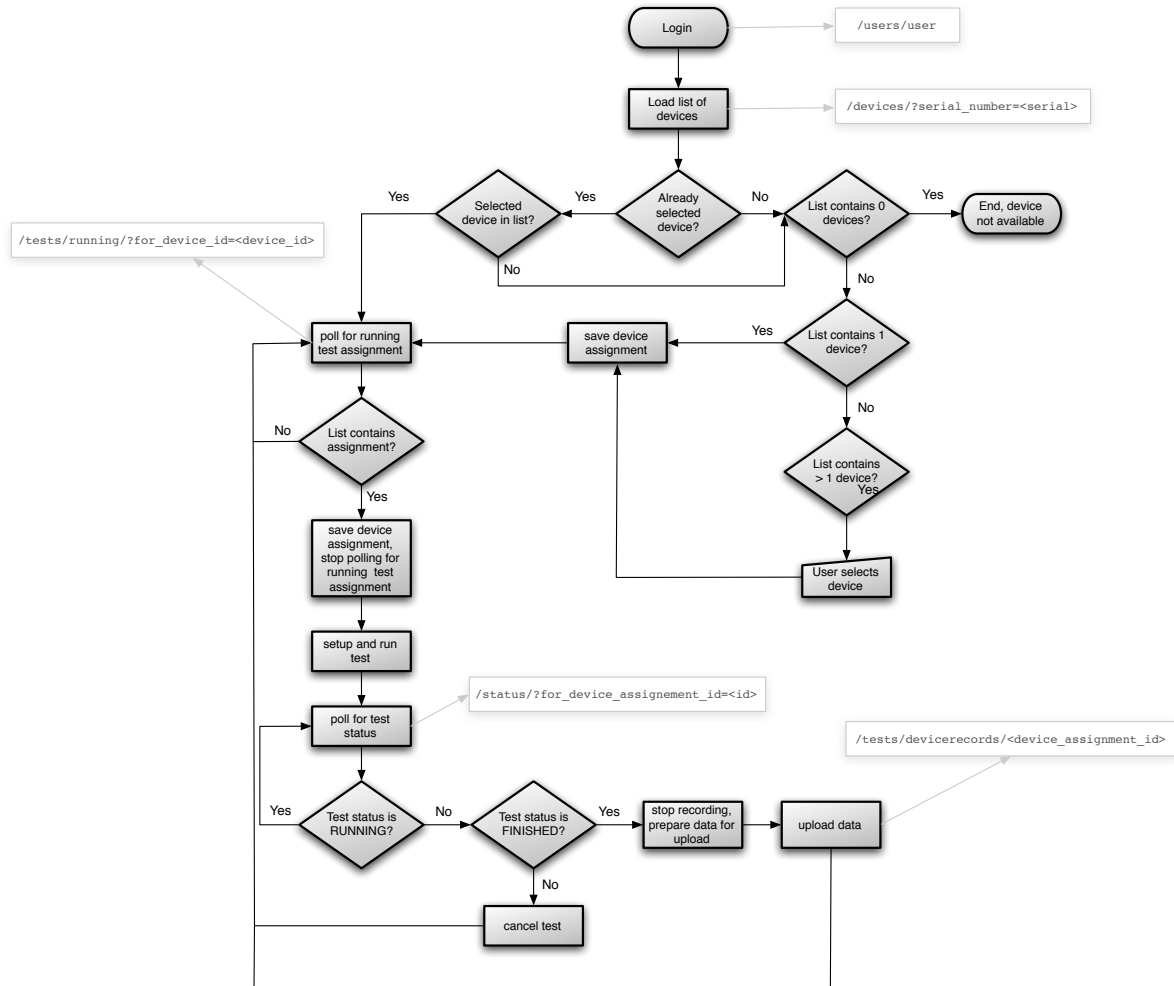 Login
/users/user
Load list of
devices
/devices/?serial_number=<serial>
Yes
Selected
device in list?
Yes
Already
selected
device?
No
List contains 0
devices?
Yes
End, device
not available
/tests/running/?for_device_id=<device_id>
No
No
poll for running
test assignment
save device
assignment
Yes
List contains 1
device?
No
List contains
assignment?
No
Yes
List contains
> 1 device?
Yes
save device
assignment,
stop polling for
running test
assignment
User selects
device
setup and run
test
/status/?for_device_assignement_id=<id>
poll for test
status
/tests/devicerecords/<device_assignment_id>
Yes
Test status is
RUNNING?
No
Test status is
FINISHED?
Yes
stop recording,
prepare data for
upload
upload data
No
cancel test